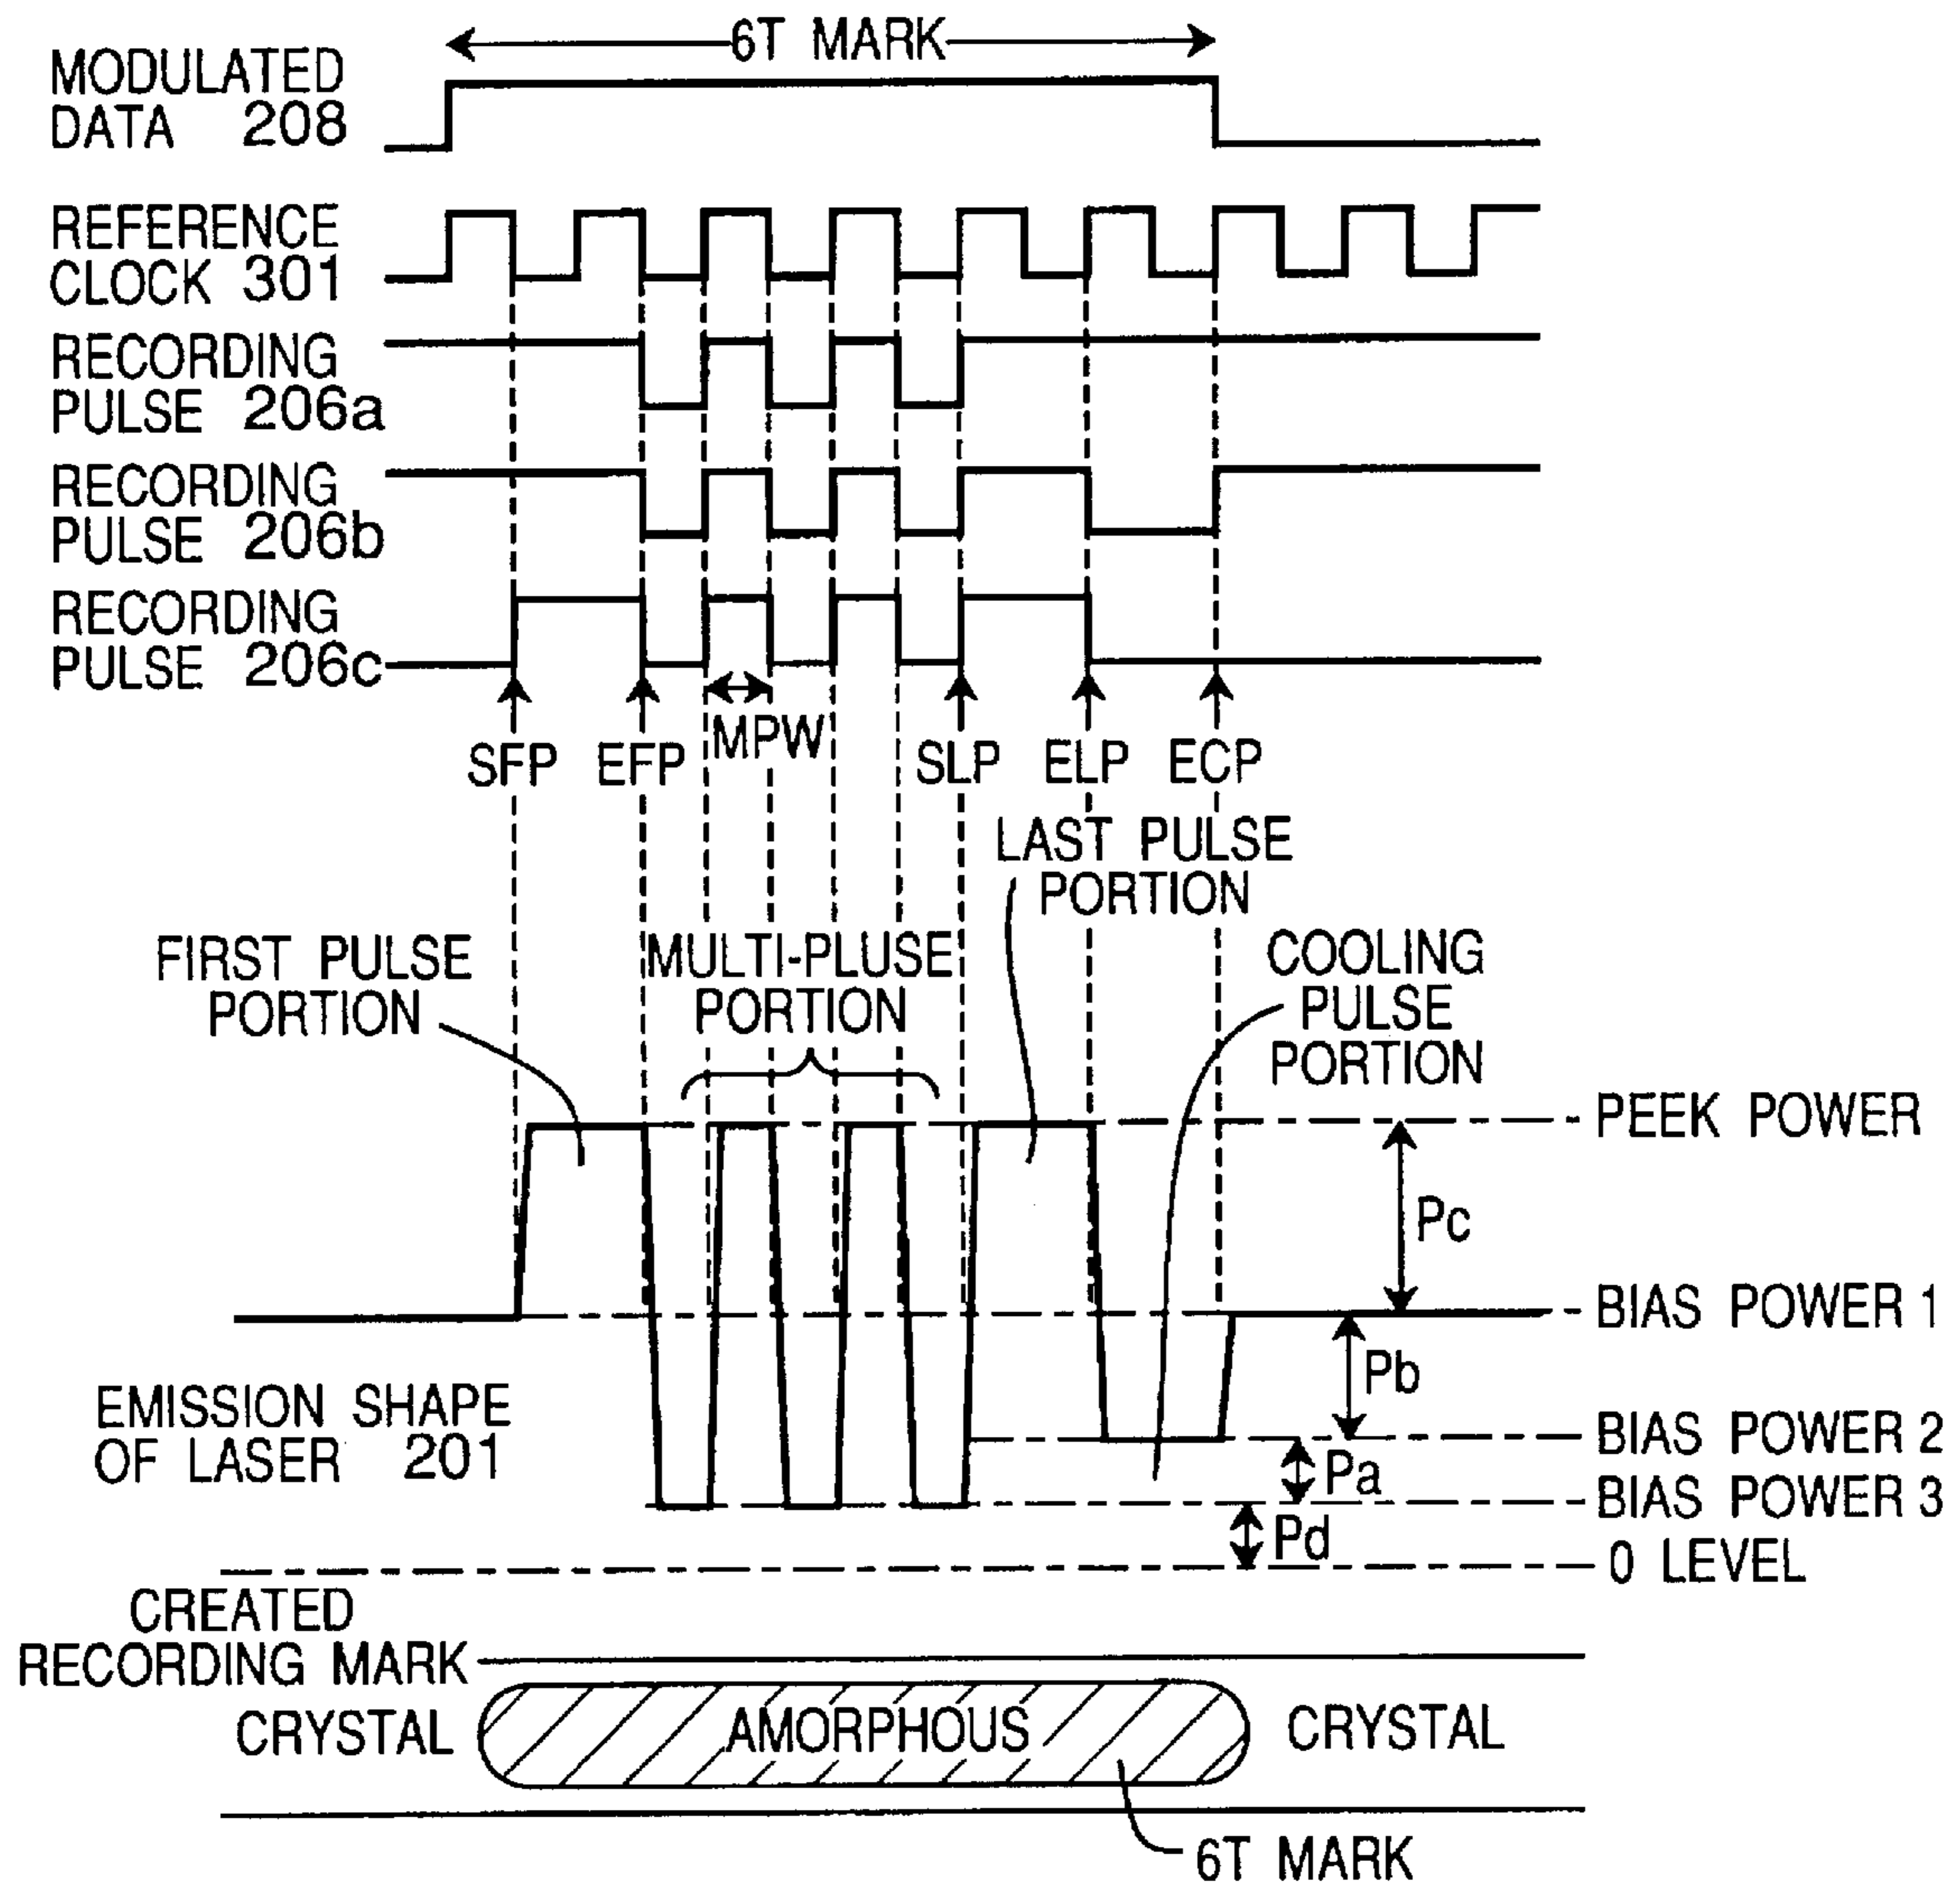 6T MARK
MODULATED
DATA 208
REFERENCE
CLOCK 301
RECORDING
PULSE 206a
RECORDING
PULSE 206b
RECORDING
PULSE 206c
MPW
SFP EFP SLP ELP ECP
LAST PULSE
PORTION
FIRST PULSE
PORTION
MULTI-PLUSE
PORTION
COOLING
PULSE
PORTION
PEEK POWER
Pc
BIAS POWER 1
Pb
EMISSION SHAPE
OF LASER 201
BIAS POWER 2
Pa
BIAS POWER 3
Pd
0 LEVEL
CREATED
RECORDING MARK
CRYSTAL AMORPHOUS CRYSTAL
6T MARK